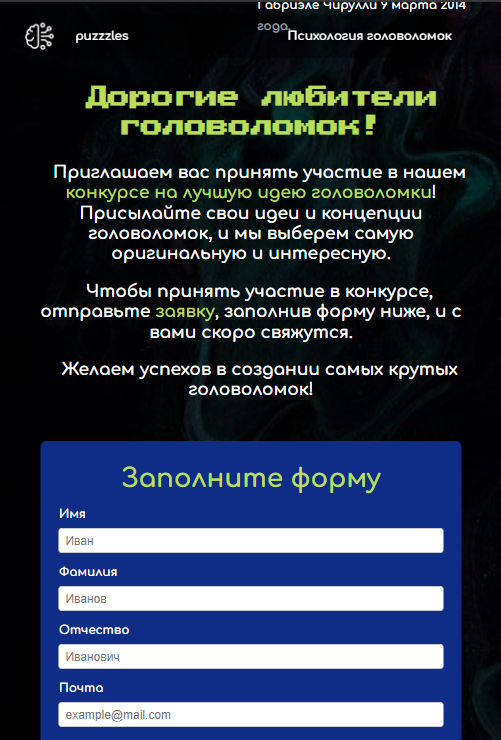 Габриэле Чирулли 9 марта 2014
года
puzzzles
Психология головоломок
Дорогие любители
головоломок!
Приглашаем вас принять участие в нашем
конкурсе на лучшую идею головоломки!
Присылайте свои идеи и концепции
головоломок, и мы выберем самую
оригинальную и интересную.
Чтобы принять участие в конкурсе,
отправьте заявку, заполнив форму ниже, и с
вами скоро свяжутся.
Желаем успехов в создании самых крутых
головоломок!
Заполните форму
Имя
Иван
Фамилия
Иванов
Отчество
Иванович
Почта
example@mail.com